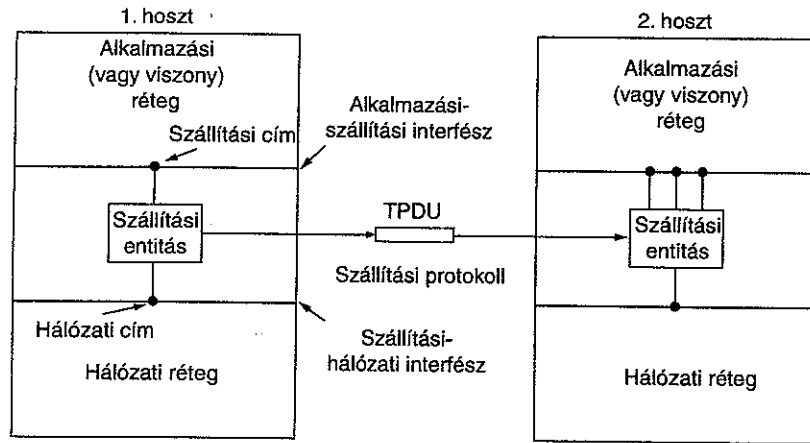 1. hoszt
Alkalmazási
(vagy viszony)
réteg
Szállítási cím
Szállítási
entitás
Hálózati cím
Hálózati réteg
Alkalmazási-
szállítási interfész
TPDU
Szállítási protokoll
Szállítási-
hálózati interfész
2. hoszt
Alkalmazási
(vagy viszony)
réteg
Szállítási
entitás
Hálózati réteg